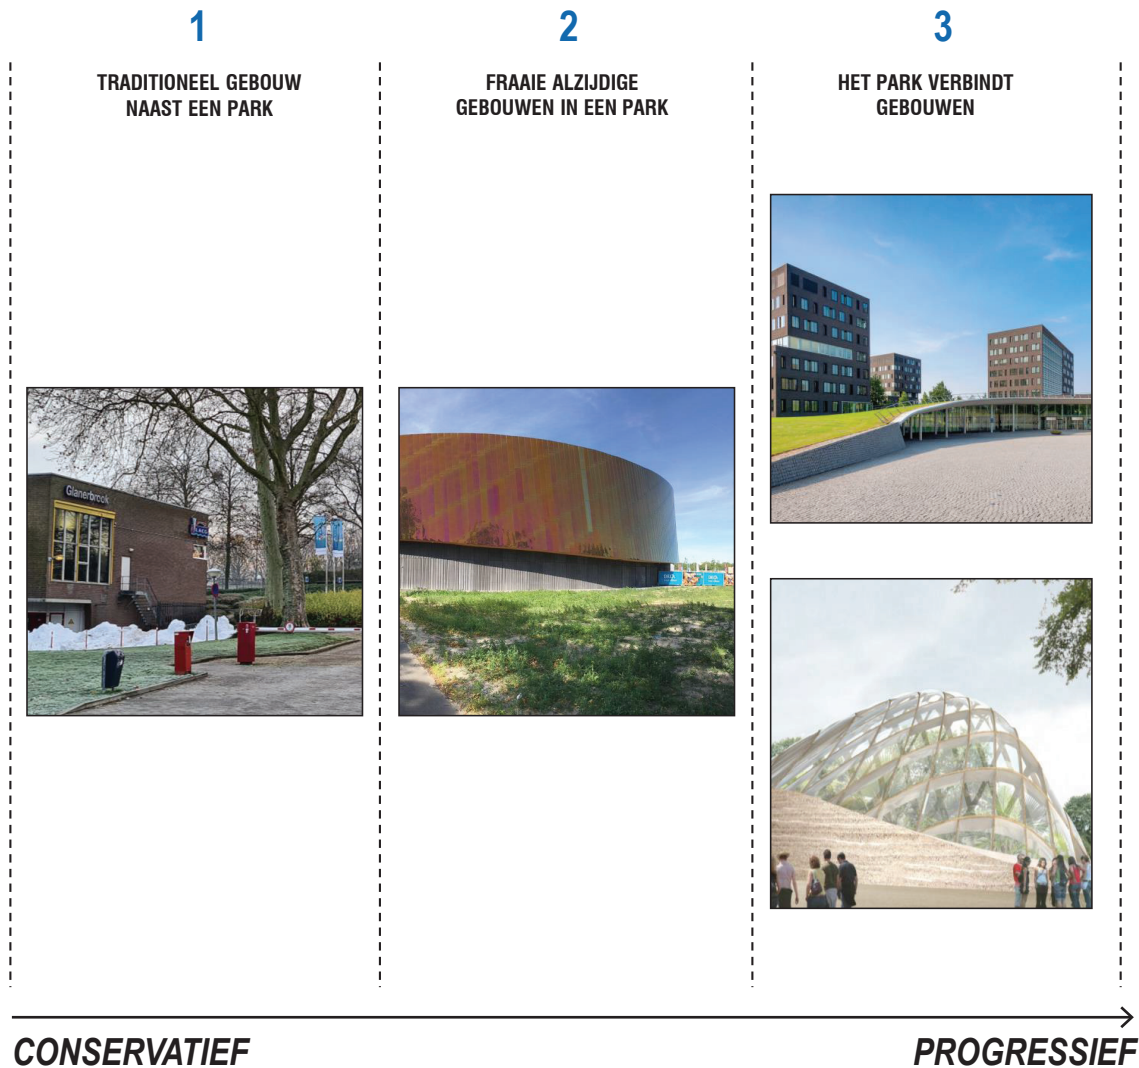 1
TRADITIONEEL GEBOUW
NAAST EEN PARK
2
FRAAIE ALZIJDIGE
GEBOUWEN IN EEN PARK
3
HET PARK VERBINDT
GEBOUWEN
Glanerbrook
CONSERVATIEF
PROGRESSIEF